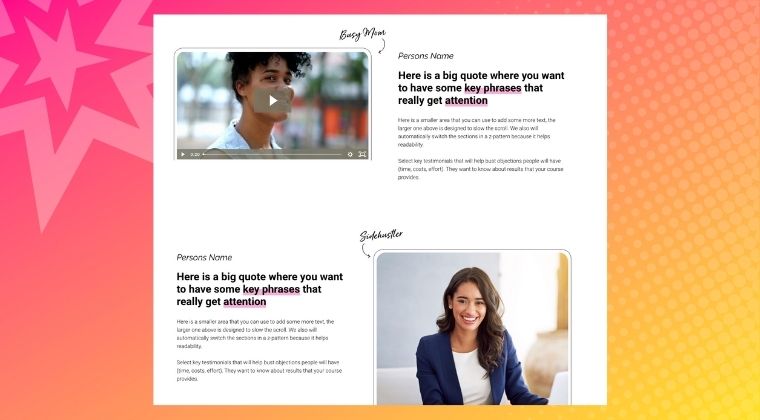 Busy Mom
Persons Name
Here is a big quote where you want
to have some key phrases that
really get attention
Here is a smaller area that you can use to add some more text, the
larger one above is designed to slow the scroll. We also will
automatically switch the sections in a z-pattern because it helps
readability.
Select key testimonials that will help bust objections people will have
(time, costs, effort). They want to know about results that your course
provides.
0:00
Sidehustler
Persons Name
Here is a big quote where you want
to have some key phrases that
really get attention
Here is a smaller area that you can use to add some more text, the
larger one above is designed to slow the scroll. We also will
automatically switch the sections in a z-pattern because it helps
readability.
Select key testimonials that will help bust objections people will have
(time, costs, effort). They want to know about results that your course
provides.